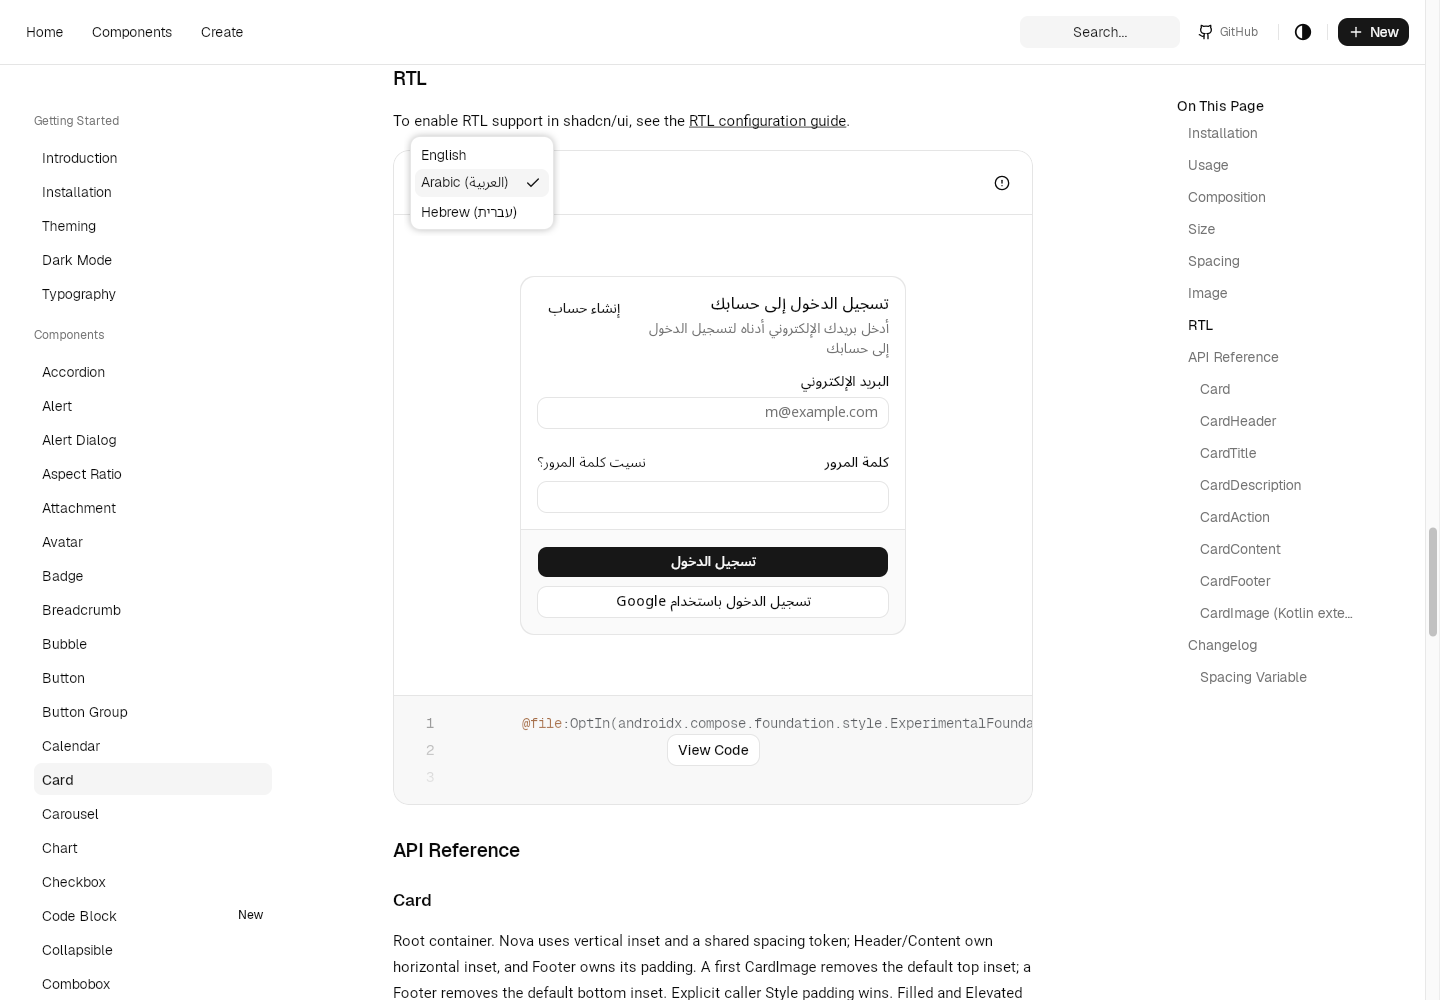 Home
Components
Create
Search...
GitHub
New
Getting Started
Introduction
Installation
Theming
Dark Mode
Typography
Components
Accordion
Alert
Alert Dialog
Aspect Ratio
Attachment
Avatar
Badge
Breadcrumb
Bubble
Button
Button Group
Calendar
Card
Carousel
Chart
Checkbox
Code Block New
Collapsible
Combobox
RTL
To enable RTL support in shadcn/ui, see the RTL configuration guide.
English
Arabic (العربية)
Hebrew (עברית)
تسجيل الدخول إلى حسابك
إنشاء حساب
أدخل بريدك الإلكتروني أدناه لتسجيل الدخول
إلى حسابك
البريد الإلكتروني
m@example.com
كلمة المرور
نسيت كلمة المرور؟
تسجيل الدخول
تسجيل الدخول باستخدام Google
1 @file:OptIn(androidx.compose.foundation.style.ExperimentalFounda
2
View Code
3
API Reference
Card
Root container. Nova uses vertical inset and a shared spacing token; Header/Content own
horizontal inset, and Footer owns its padding. A first CardImage removes the default top inset; a
Footer removes the default bottom inset. Explicit caller Style padding wins. Filled and Elevated
On This Page
Installation
Usage
Composition
Size
Spacing
Image
RTL
API Reference
Card
CardHeader
CardTitle
CardDescription
CardAction
CardContent
CardFooter
CardImage (Kotlin exte...
Changelog
Spacing Variable